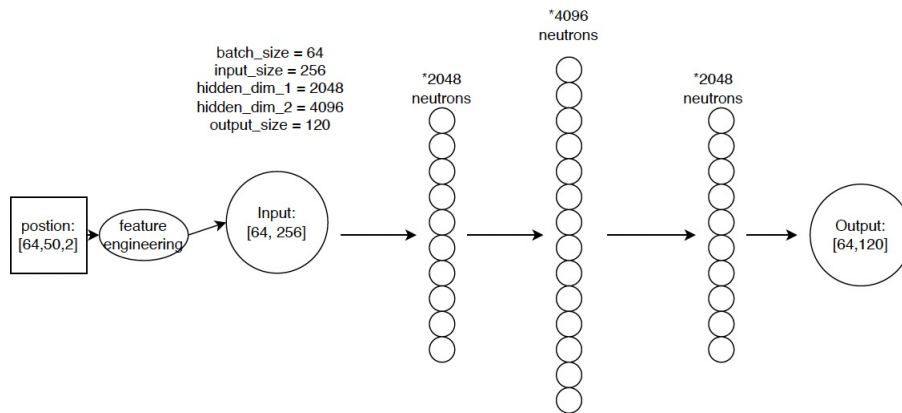 batch_size = 64
input_size = 256
hidden_dim_1 = 2048
hidden_dim_2 = 4096
output_size = 120
*2048
neutrons
*4096
neutrons
*2048
neutrons
postion:
[64,50,2]
feature
engineering
Input:
[64, 256]
Output:
[64,120]